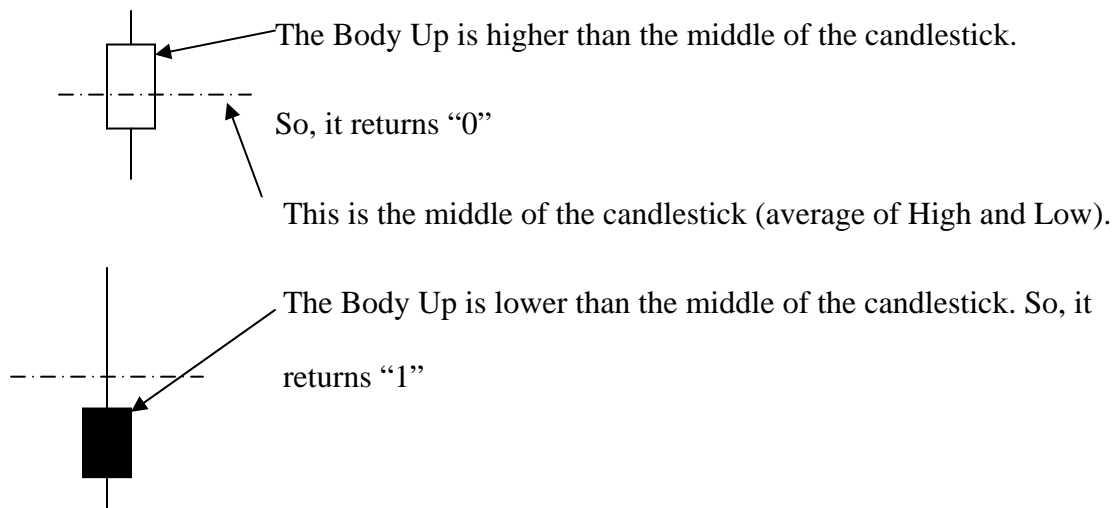 The Body Up is higher than the middle of the candlestick.
So, it returns “0”
This is the middle of the candlestick (average of High and Low).
The Body Up is lower than the middle of the candlestick. So, it
returns “1”